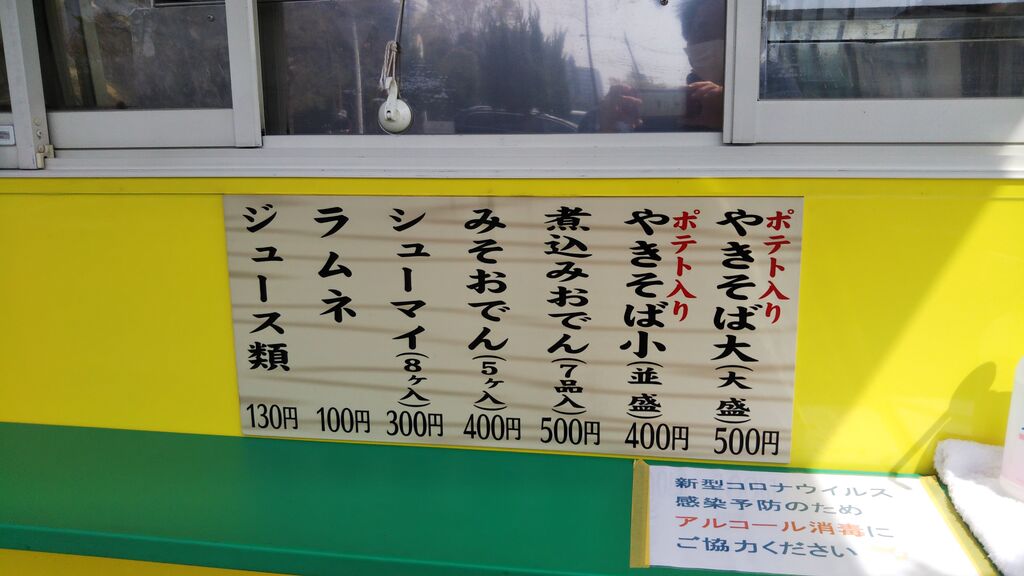 ポテト入り
やきそば大(大盛)
500円
ポテト入り
やきそば小(並盛)
400円
煮込みおでん(7品入)
500円
みそおでん(5ヶ入)
400円
シューマイ(8ヶ入)
300円
ラムネ
100円
ジュース類
130円
新型コロナウイルス
感染予防のため
アルコール消毒に
ご協力ください